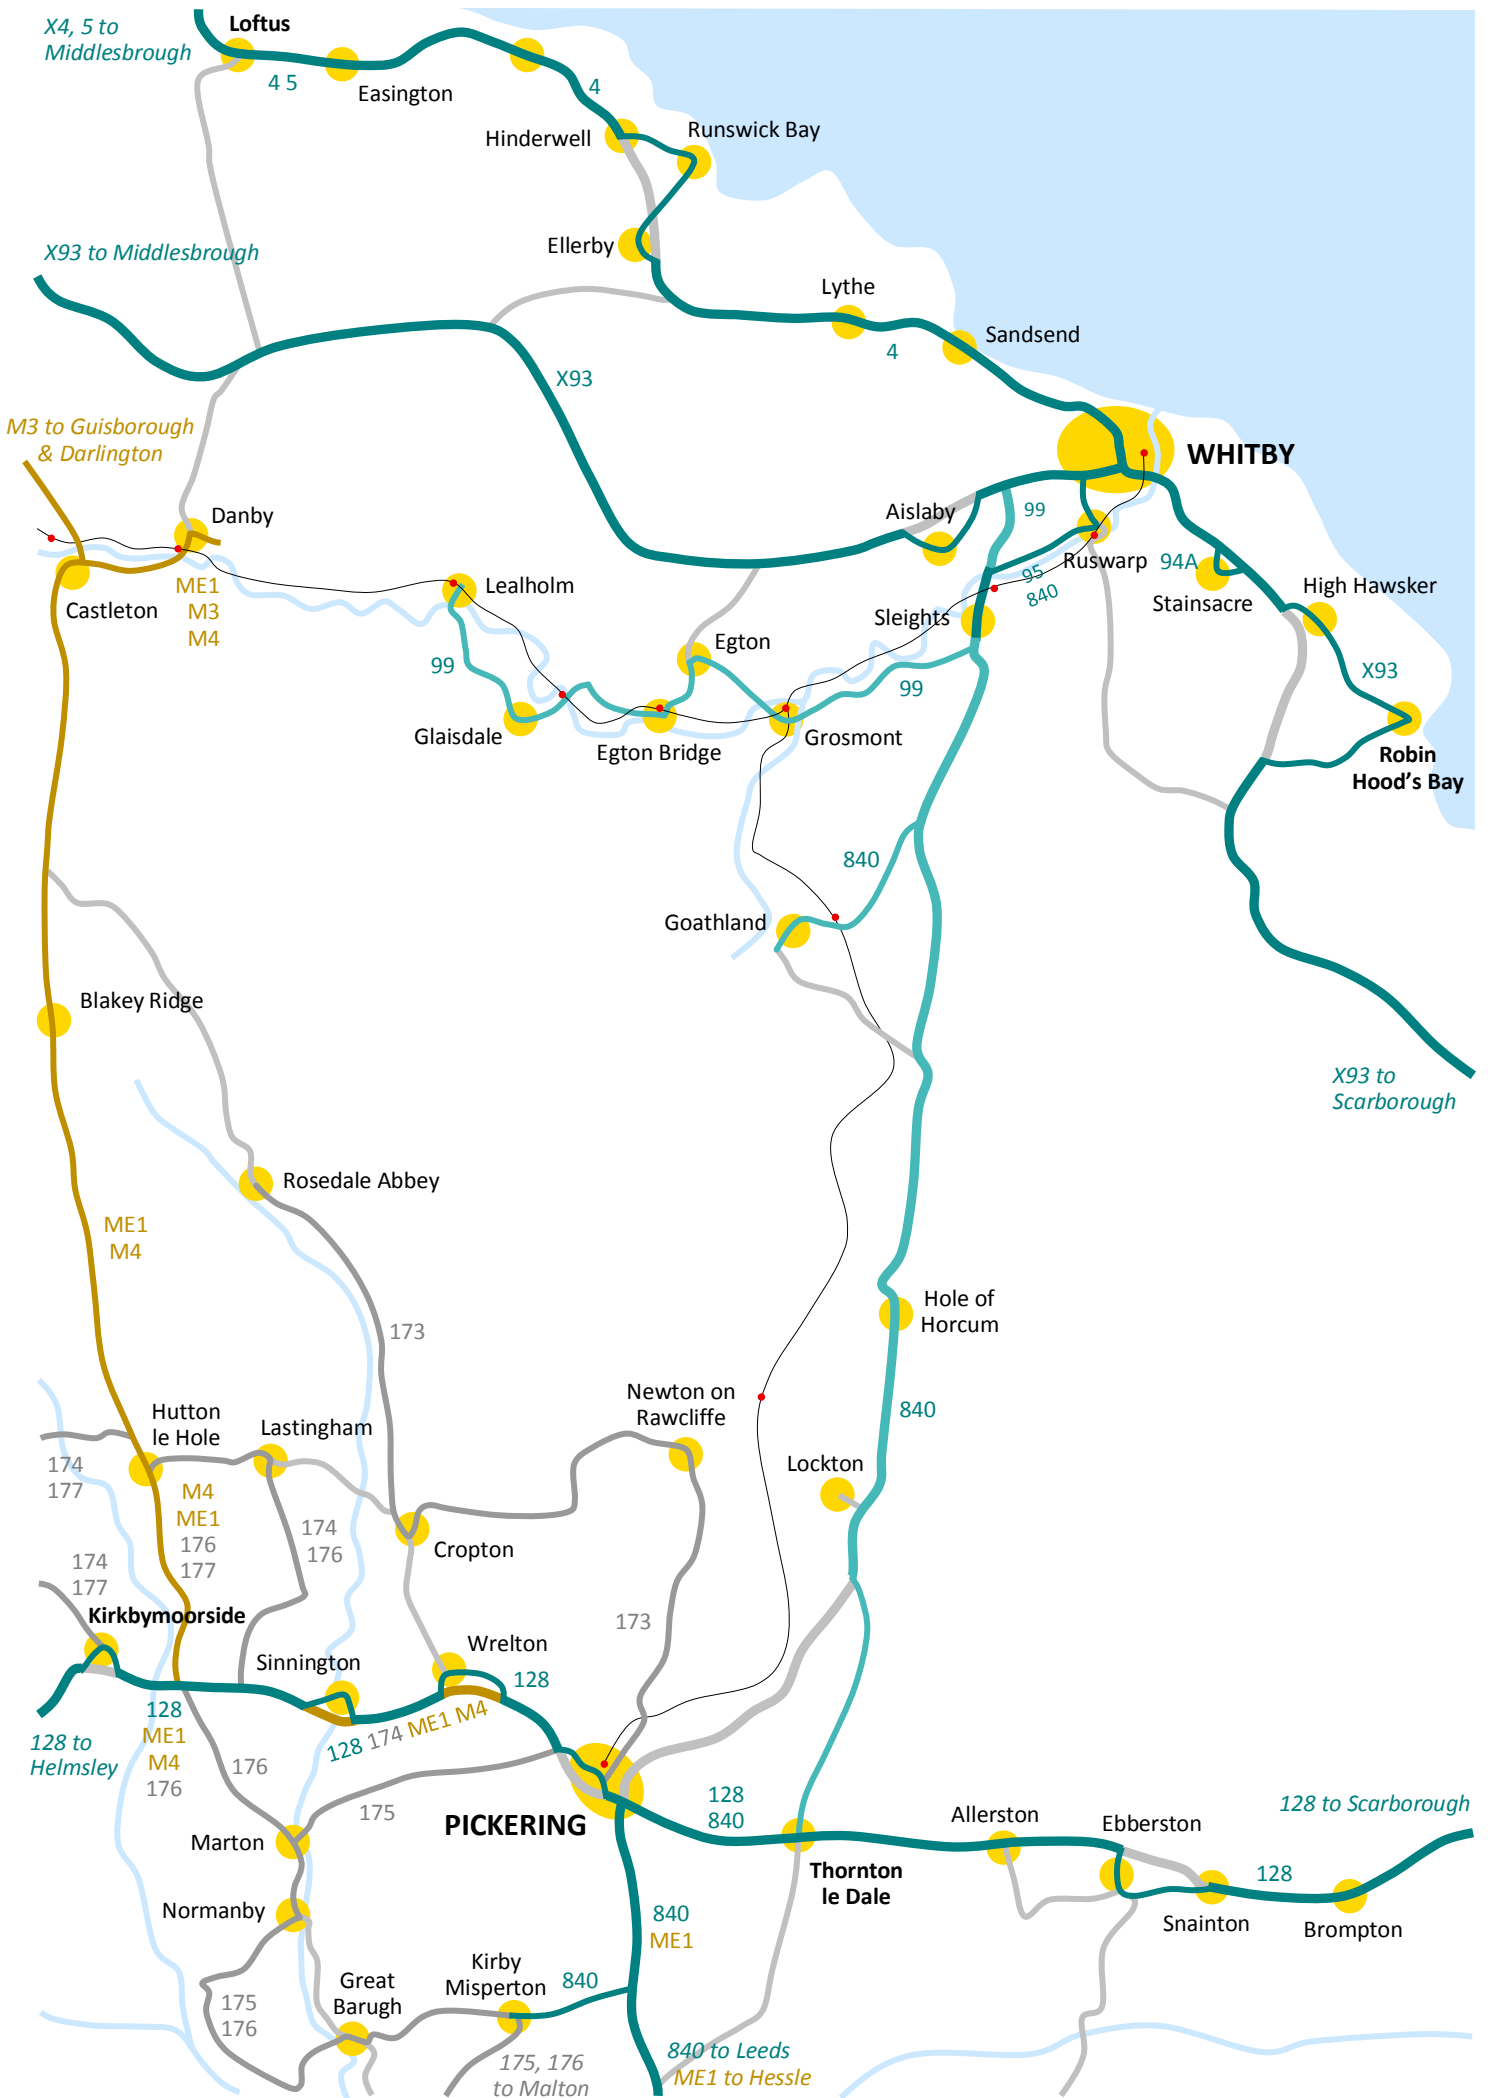 X4, 5 to
Middlesbrough
Loftus
4 5
Easington
4
Hinderwell
Runswick Bay
Ellerby
X93 to Middlesbrough
Lythe
4
Sandsend
X93
M3 to Guisborough
& Darlington
WHITBY
Danby
Aislaby
99
Ruswarp
94A
Stainsacre
High Hawsker
Castleton
ME1
M3
M4
Lealholm
95
840
Sleights
Egton
99
99
X93
Glaisdale
Egton Bridge
Grosmont
Robin
Hood's Bay
840
Goathland
Blakey Ridge
X93 to
Scarborough
Rosedale Abbey
ME1
M4
173
Hole of
Horcum
840
Newton on
Rawcliffe
Hutton
le Hole
Lastingham
174
177
Lockton
M4
ME1
176
177
174
176
Cropton
174
177
Kirkbymoorside
173
Sinnington
Wrelton
128
128
ME1
M4
176
128 174 ME1 M4
128 to
Helmsley
176
175
PICKERING
128
840
Allerston
Ebberston
128 to Scarborough
Marton
Thornton
le Dale
128
Normanby
840
ME1
Snainton
Brompton
Kirby
Misperton
840
Great
Barugh
175
176
175, 176
to Malton
840 to Leeds
ME1 to Hessle